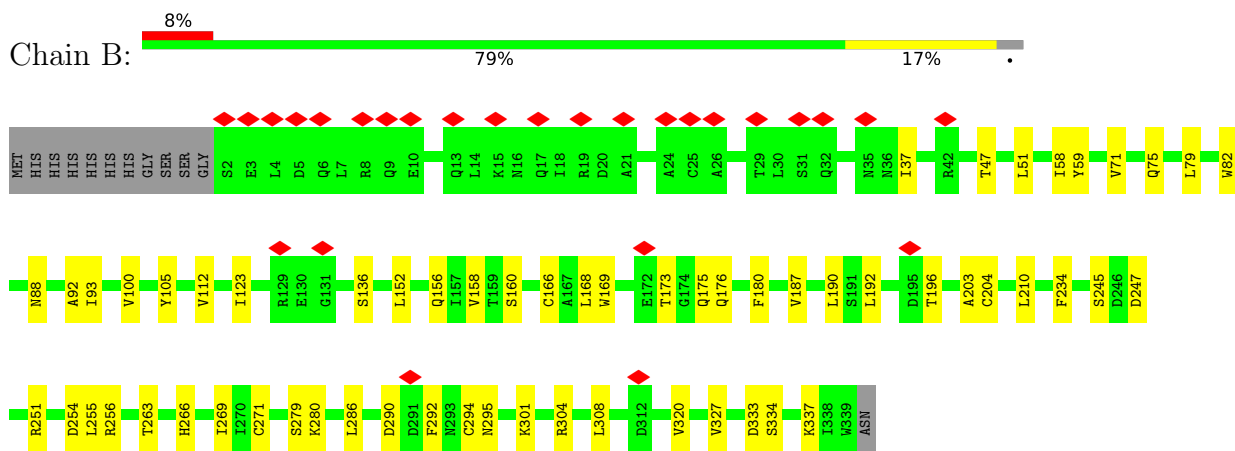 8%
Chain B:
79% 17% •
MET HIS HIS HIS HIS HIS HIS GLY SER SER GLY S2 E3 L4 D5 Q6 L7 R8 Q9 E10 Q13 L14 K15 N16 Q17 I18 R19 D20 A21 A24 C25 A26 T29 L30 S31 Q32 N35 N36 I37 R42 T47 L51 I58 Y59 V71 Q75 L79 W82
N88 A92 I93 V100 Y105 V112 I123 R129 E130 G131 S136 L152 Q156 I157 V158 T159 S160 C166 A167 L168 W169 E172 T173 G174 Q175 Q176 F180 V187 L190 S191 L192 D195 T196 A203 C204 L210 F234 S245 D246 D247
R251 D254 L255 R256 T263 H266 I269 I270 C271 S279 K280 L286 D290 D291 F292 N293 C294 N295 K301 R304 L308 D312 V320 V327 D333 S334 K337 I338 W339 ASN